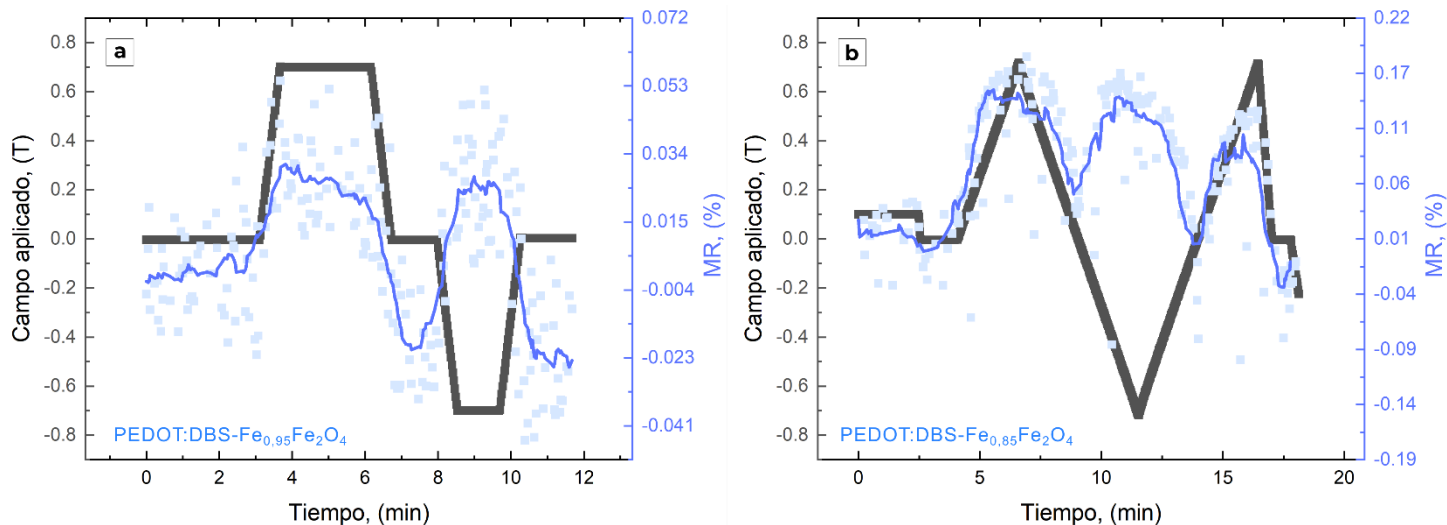 a
Campo aplicado, (T)
0.8
0.6
0.4
0.2
0.0
-0.2
-0.4
-0.6
-0.8
0.072
0.053
0.034
0.015
-0.004
-0.023
-0.041
MR, (%)
PEDOT:DBS-Fe0,95Fe2O4
0 2 4 6 8 10 12
Tiempo, (min)
b
Campo aplicado, (T)
0.8
0.6
0.4
0.2
0.0
-0.2
-0.4
-0.6
-0.8
0.22
0.17
0.11
0.06
0.01
-0.04
-0.09
-0.14
-0.19
MR, (%)
PEDOT:DBS-Fe0,85Fe2O4
0 5 10 15 20
Tiempo, (min)